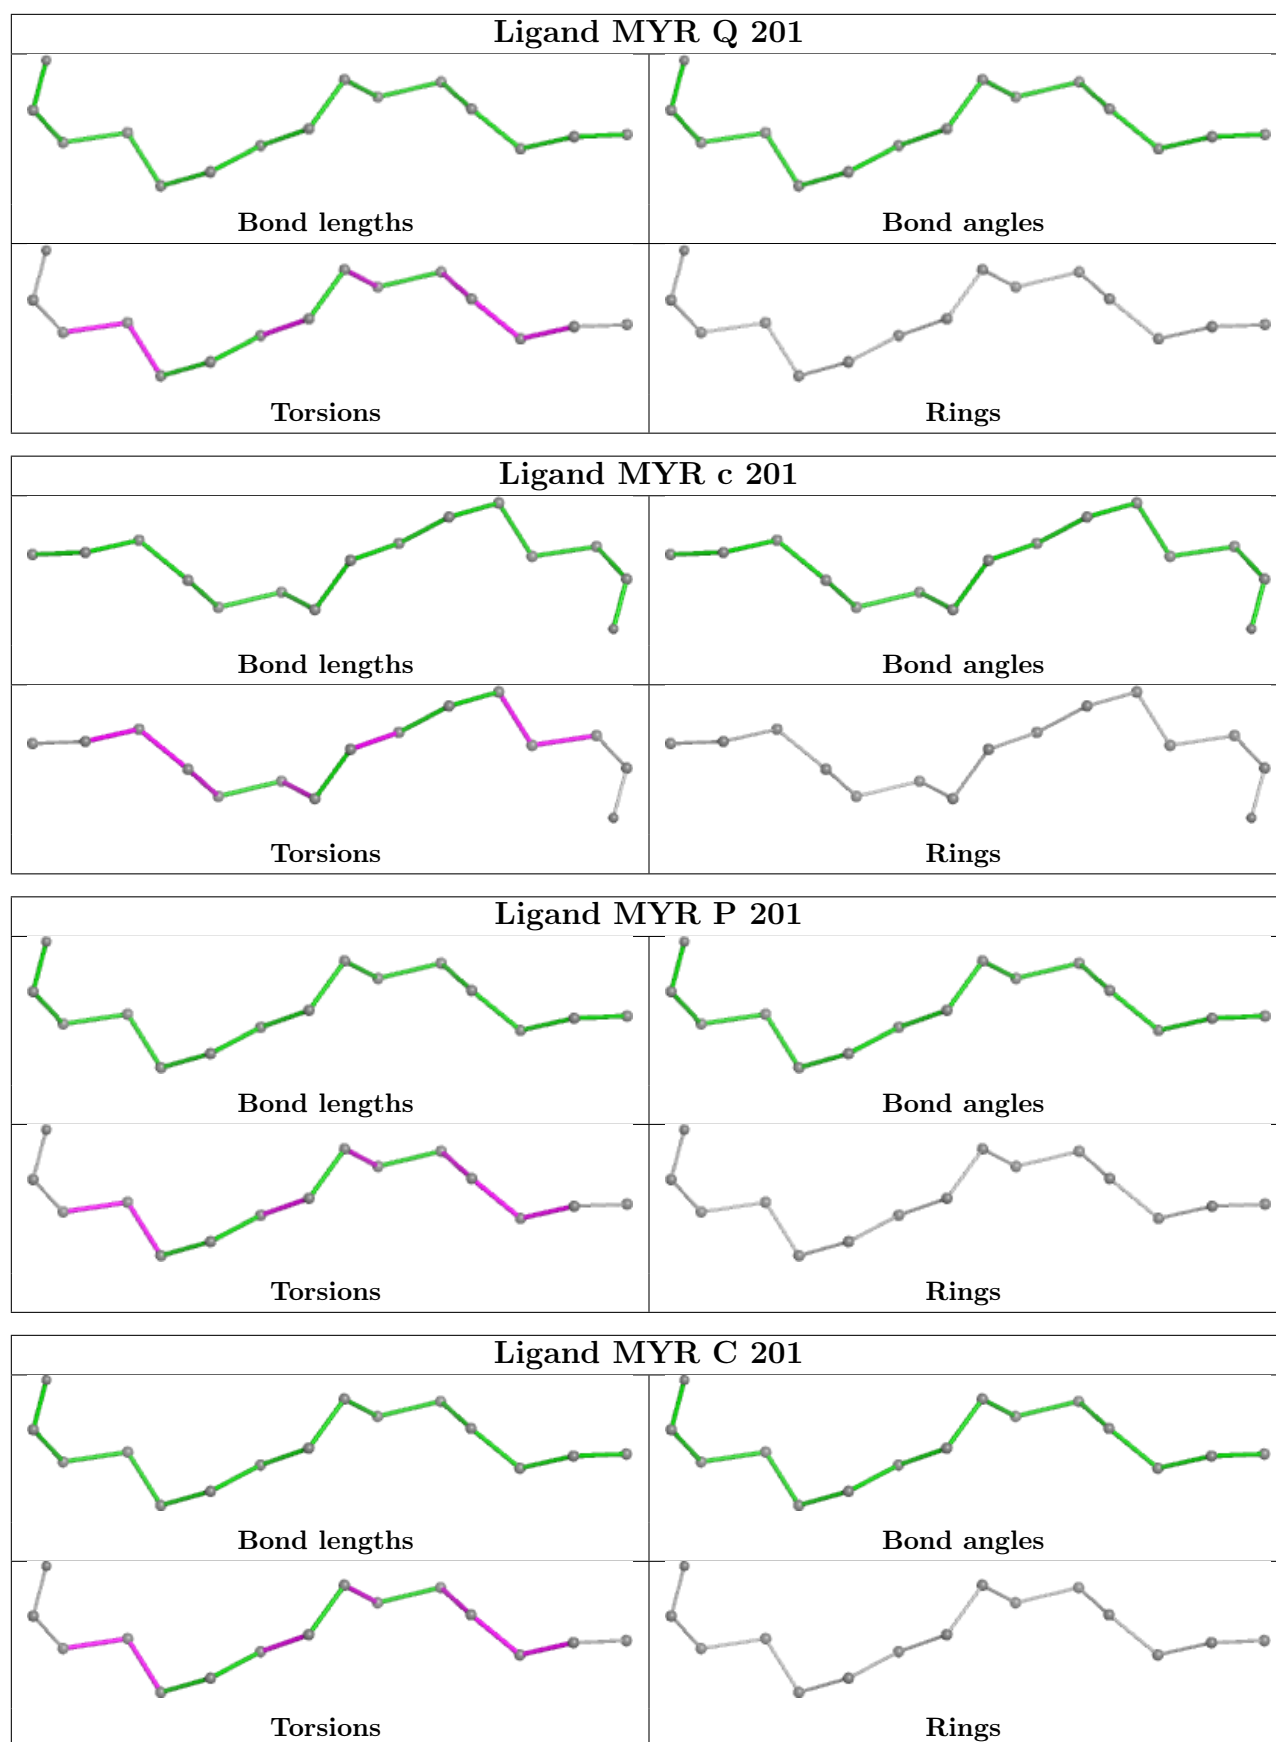 Ligand MYR Q 201
Bond lengths
Bond angles
Torsions
Rings
Ligand MYR c 201
Bond lengths
Bond angles
Torsions
Rings
Ligand MYR P 201
Bond lengths
Bond angles
Torsions
Rings
Ligand MYR C 201
Bond lengths
Bond angles
Torsions
Rings